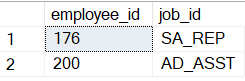 employee_id job_id
1 176 SA_REP
2 200 AD_ASST